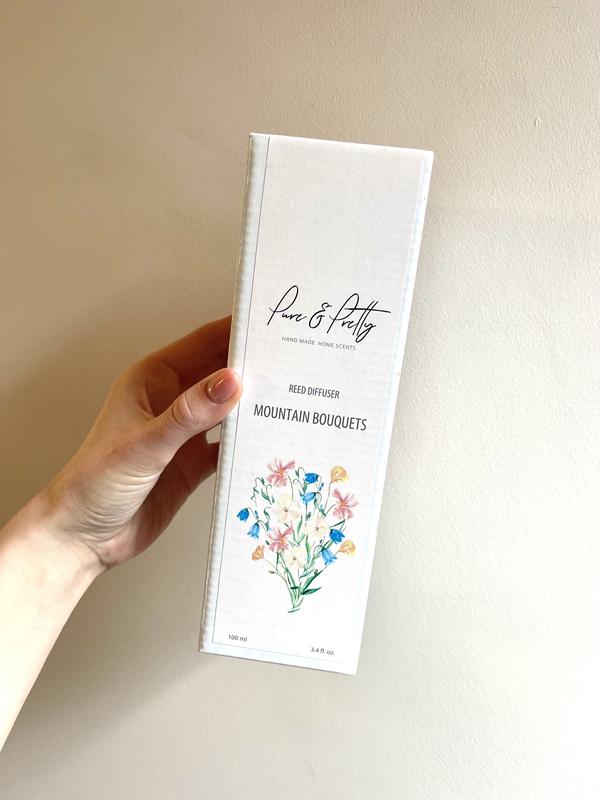 Pure & Pretty
HAND MADE HOME SCENTS
REED DIFFUSER
MOUNTAIN BOUQUETS
100 ml
3.4 fl. oz.